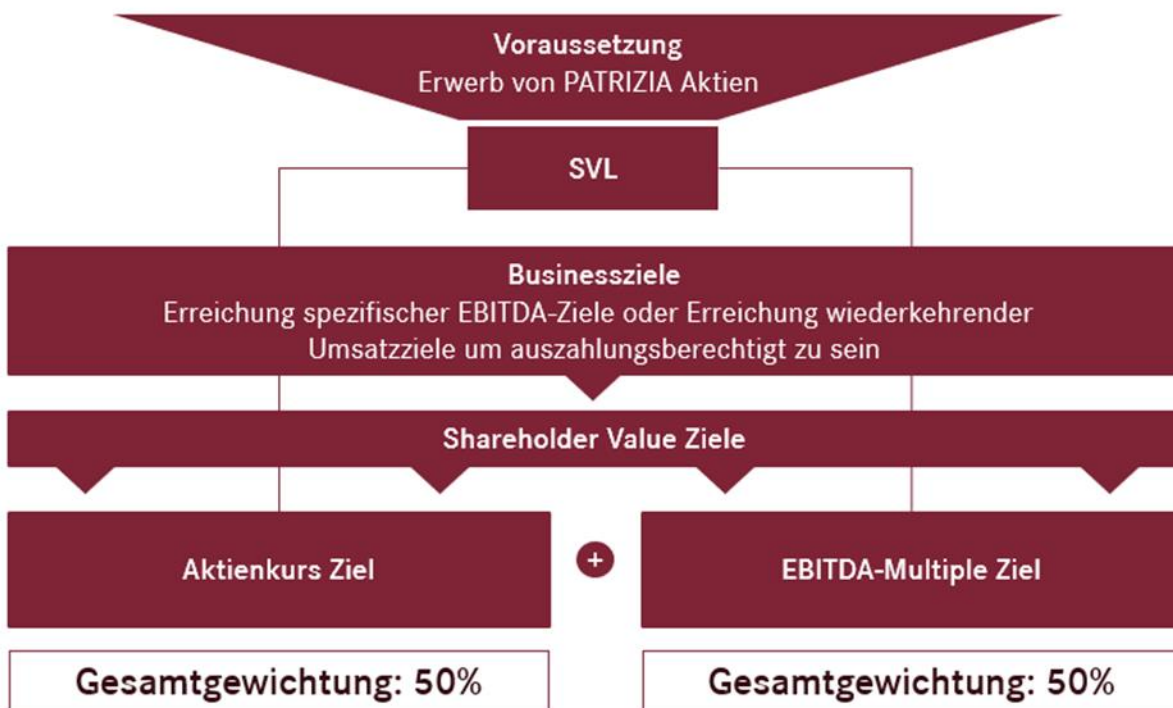 Voraussetzung
Erwerb von PATRIZIA Aktien
SVL
Businessziele
Erreichung spezifischer EBITDA-Ziele oder Erreichung wiederkehrender
Umsatzziele um auszahlungsberechtigt zu sein
Shareholder Value Ziele
Aktienkurs Ziel
+
EBITDA-Multiple Ziel
Gesamtgewichtung: 50%
Gesamtgewichtung: 50%